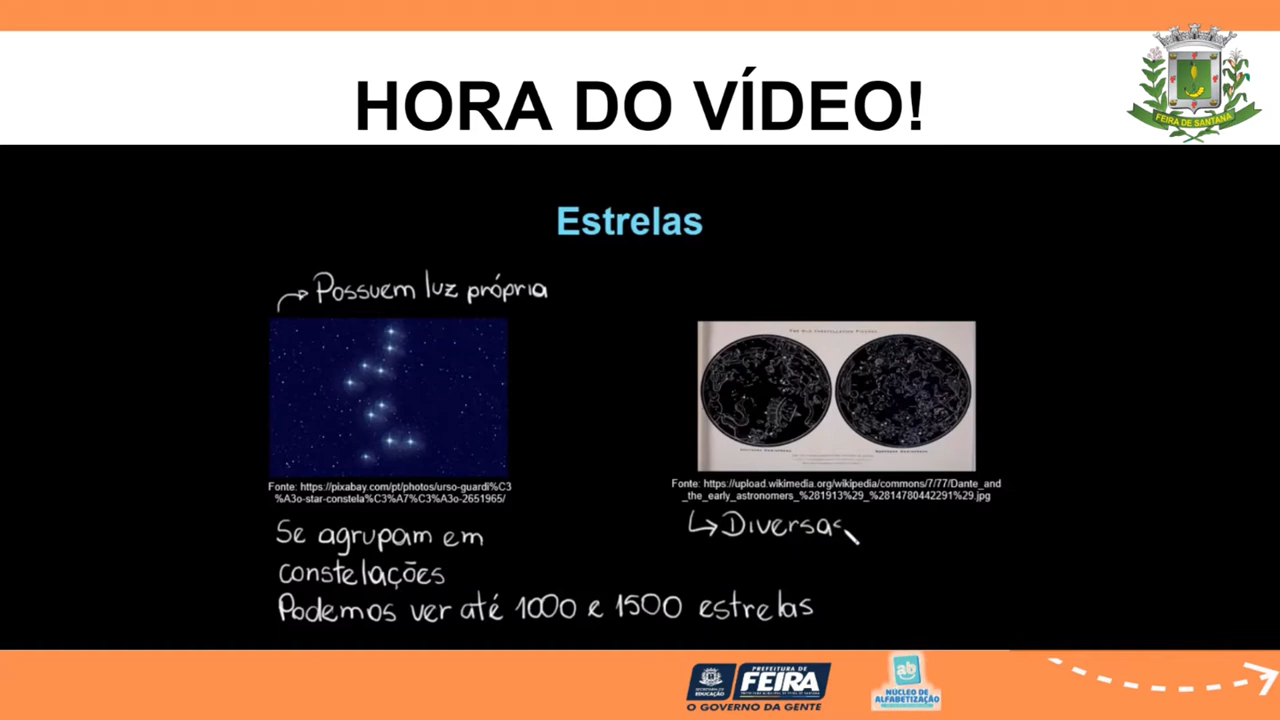 HORA DO VÍDEO!
FEIRA DE SANTANA
Estrelas
Possuem luz própria
Fonte: https://pixabay.com/pt/photos/urso-guardi%C3
%A3o-star-constela%C3%A7%C3%A3o-2651965/
Se agrupam em
constelações
Podemos ver até 1000 e 1500 estrelas
Fonte: https://upload.wikimedia.org/wikipedia/commons/7/77/Dante_and
_the_early_astronomers_%281913%29_%2814780442291%29.jpg
Diversas
SECRETARIA DE
EDUCAÇÃO
PREFEITURA DE
FEIRA
O GOVERNO DA GENTE
ab
NÚCLEO DE
ALFABETIZAÇÃO